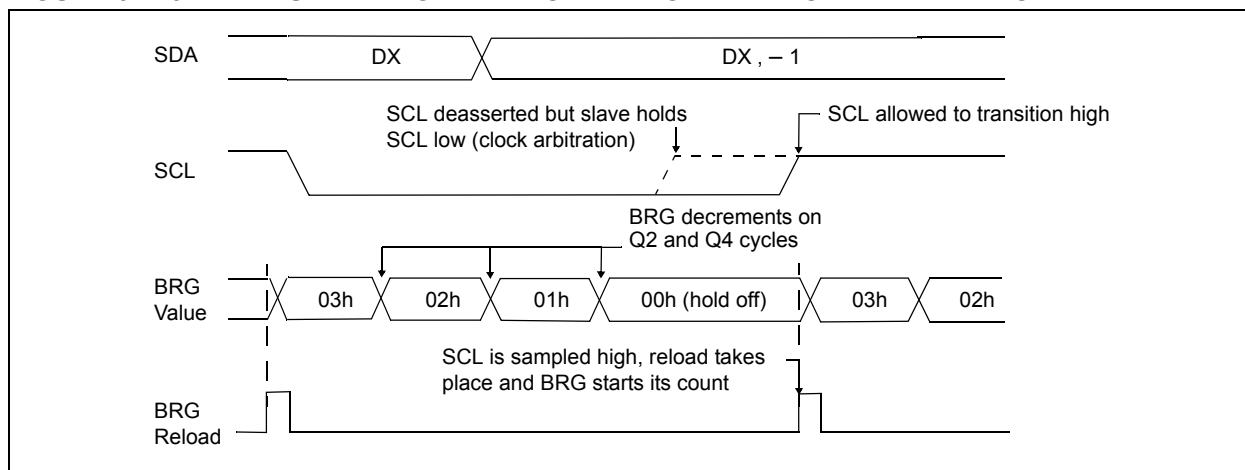 SDA
DX
DX , – 1
SCL deasserted but slave holds
SCL low (clock arbitration)
SCL allowed to transition high
SCL
BRG decrements on
Q2 and Q4 cycles
BRG
Value
03h
02h
01h
00h (hold off)
03h
02h
SCL is sampled high, reload takes
place and BRG starts its count
BRG
Reload